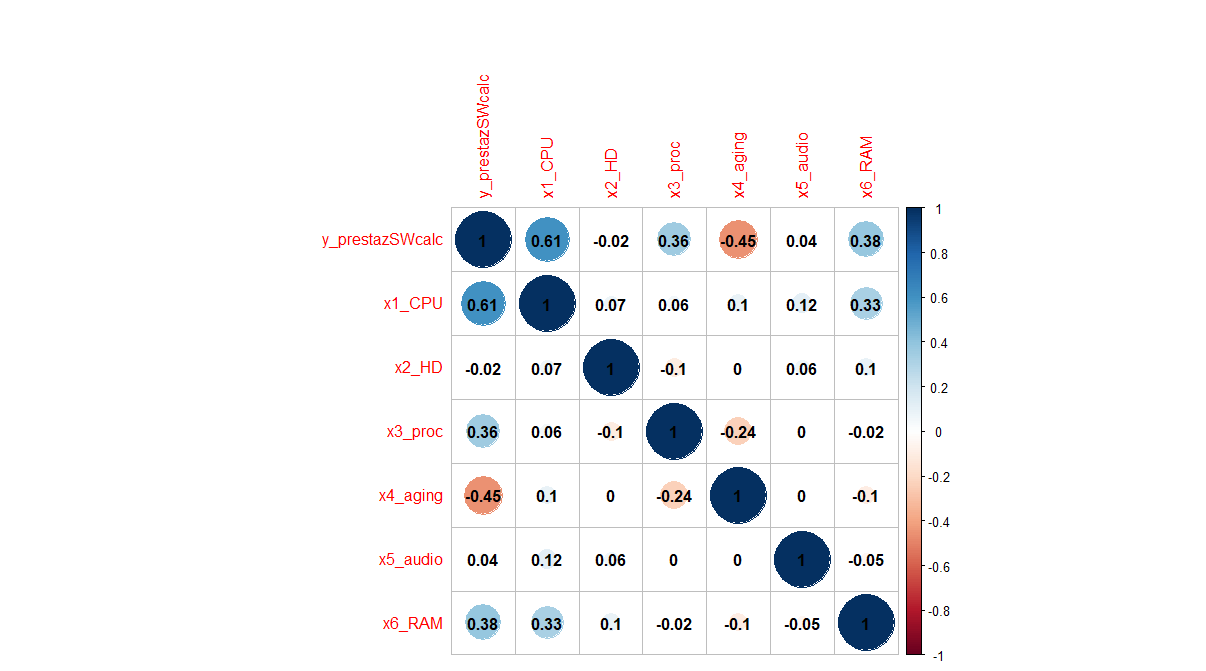 y_prestazSWcalc x1_CPU x2_HD x3_proc x4_aging x5_audio x6_RAM
y_prestazSWcalc 1 0.61 -0.02 0.36 -0.45 0.04 0.38
x1_CPU 0.61 1 0.07 0.06 0.1 0.12 0.33
x2_HD -0.02 0.07 1 -0.1 0 0.06 0.1
x3_proc 0.36 0.06 -0.1 1 -0.24 0 -0.02
x4_aging -0.45 0.1 0 -0.24 1 0 -0.1
x5_audio 0.04 0.12 0.06 0 0 1 -0.05
x6_RAM 0.38 0.33 0.1 -0.02 -0.1 -0.05 1
1
0.8
0.6
0.4
0.2
0
-0.2
-0.4
-0.6
-0.8
-1